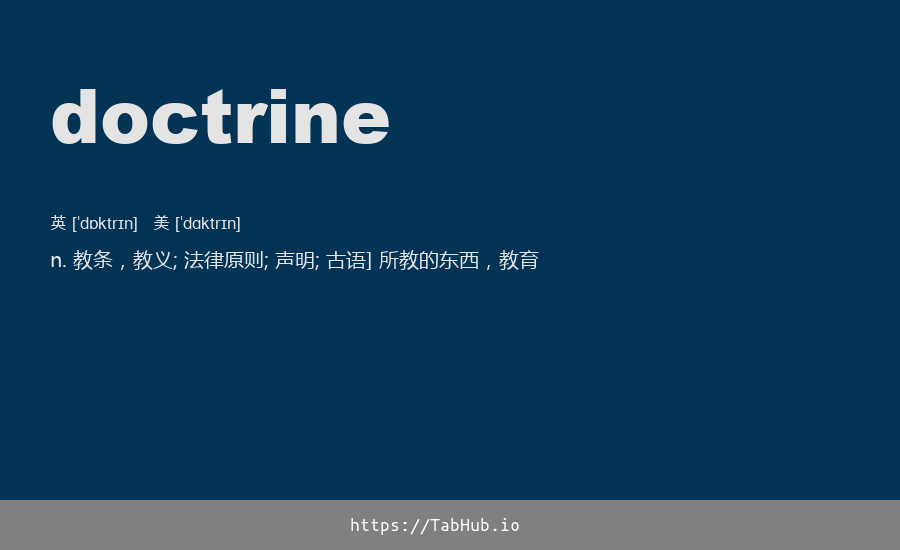 doctrine
英 [ˈdɒktrɪn] 美 [ˈdɑktrɪn]
n. 教条，教义; 法律原则; 声明; 古语] 所教的东西，教育
https://TabHub.io